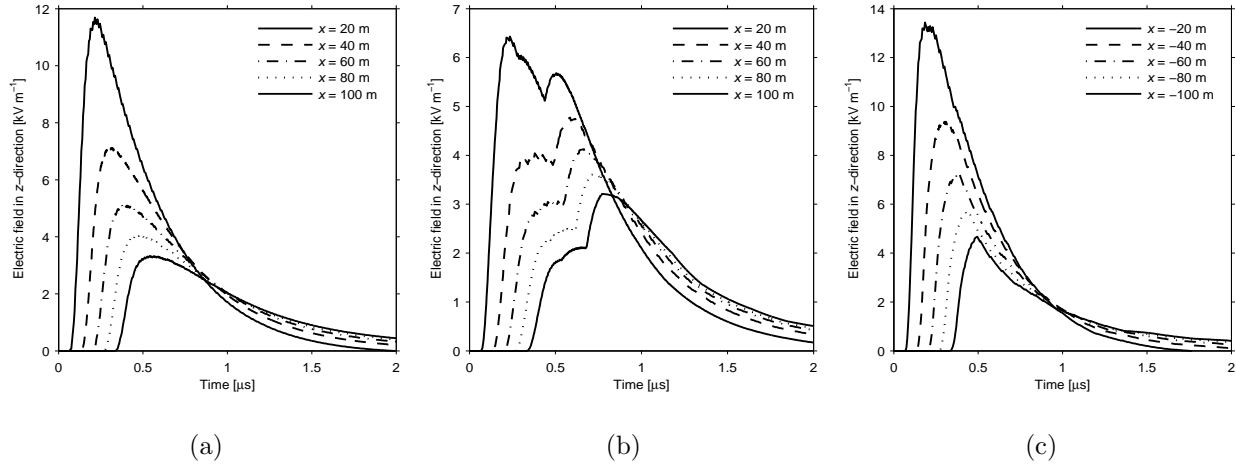 Electric field in z−direction [kV m⁻¹]
14
12
10
8
6
4
2
0
x = 20 m
x = 40 m
x = 60 m
x = 80 m
x = 100 m
0 0.5 1 1.5 2
Time [μs]
(a)
Electric field in z−direction [kV m⁻¹]
7
6
5
4
3
2
1
0
x = 20 m
x = 40 m
x = 60 m
x = 80 m
x = 100 m
0 0.5 1 1.5 2
Time [μs]
(b)
Electric field in z−direction [kV m⁻¹]
14
12
10
8
6
4
2
0
x = −20 m
x = −40 m
x = −60 m
x = −80 m
x = −100 m
0 0.5 1 1.5 2
Time [μs]
(c)